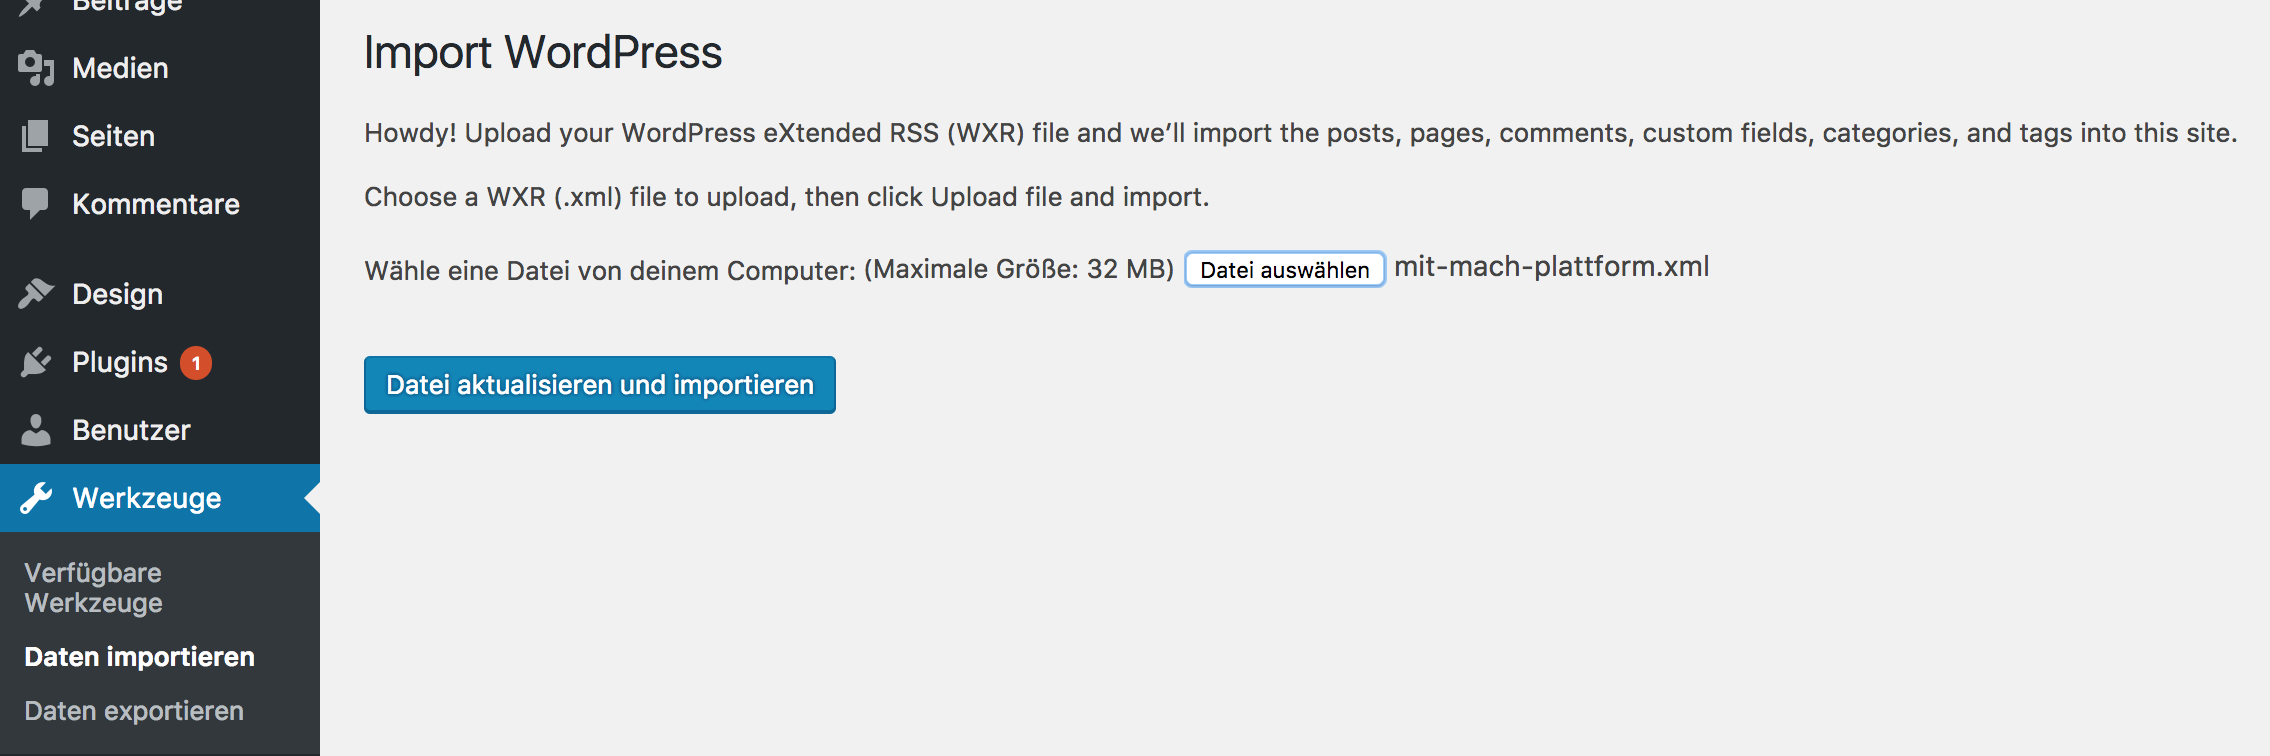 Beiträge
Medien
Seiten
Kommentare
Design
Plugins 1
Benutzer
Werkzeuge
Verfügbare
Werkzeuge
Daten importieren
Daten exportieren
Import WordPress
Howdy! Upload your WordPress eXtended RSS (WXR) file and we’ll import the posts, pages, comments, custom fields, categories, and tags into this site.
Choose a WXR (.xml) file to upload, then click Upload file and import.
Wähle eine Datei von deinem Computer: (Maximale Größe: 32 MB) Datei auswählen mit-mach-plattform.xml
Datei aktualisieren und importieren